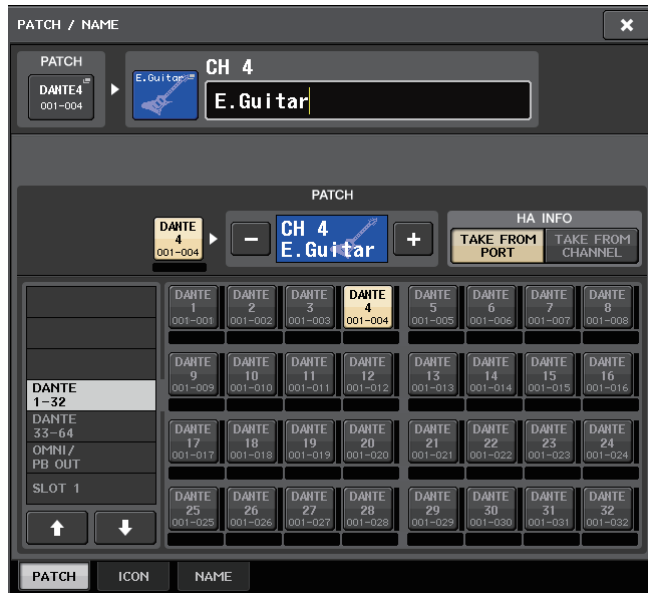 PATCH / NAME
PATCH
DANTE4
001-004
E.Guitar
CH 4
E.Guitar
PATCH
DANTE
4
001-004
CH 4
E.Guitar
HA INFO
TAKE FROM PORT
TAKE FROM CHANNEL
DANTE 1-32
DANTE 33-64
OMNI/ PB OUT
SLOT 1
DANTE 1 001-001
DANTE 2 001-002
DANTE 3 001-003
DANTE 4 001-004
DANTE 5 001-005
DANTE 6 001-006
DANTE 7 001-007
DANTE 8 001-008
DANTE 9 001-009
DANTE 10 001-010
DANTE 11 001-011
DANTE 12 001-012
DANTE 13 001-013
DANTE 14 001-014
DANTE 15 001-015
DANTE 16 001-016
DANTE 17 001-017
DANTE 18 001-018
DANTE 19 001-019
DANTE 20 001-020
DANTE 21 001-021
DANTE 22 001-022
DANTE 23 001-023
DANTE 24 001-024
DANTE 25 001-025
DANTE 26 001-026
DANTE 27 001-027
DANTE 28 001-028
DANTE 29 001-029
DANTE 30 001-030
DANTE 31 001-031
DANTE 32 001-032
PATCH
ICON
NAME